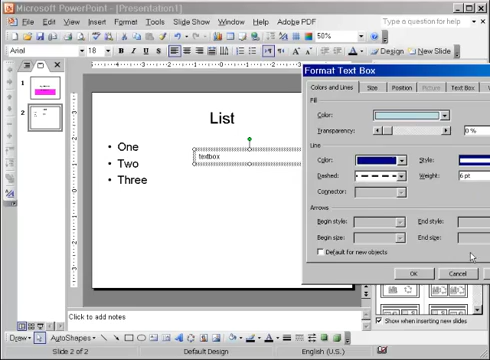 Microsoft PowerPoint - [Presentation1]
File Edit View Insert Format Tools Slide Show Window Help Adobe PDF
Type a question for help
58%
Arial
18
B I U S
Design New Slide
1
2
List
• One
• Two
• Three
textbox
Format Text Box
Colors and Lines Size Position Picture Text Box
Fill
Color:
Transparency:
0 %
Line
Color:
Style:
Dashed:
Weight:
6 pt
Connector:
Arrows
Begin style:
End style:
Begin size:
End size:
Default for new objects
OK
Cancel
Show when inserting new slides
Click to add notes
Draw AutoShapes
Slide 2 of 2
Default Design
English (U.S.)